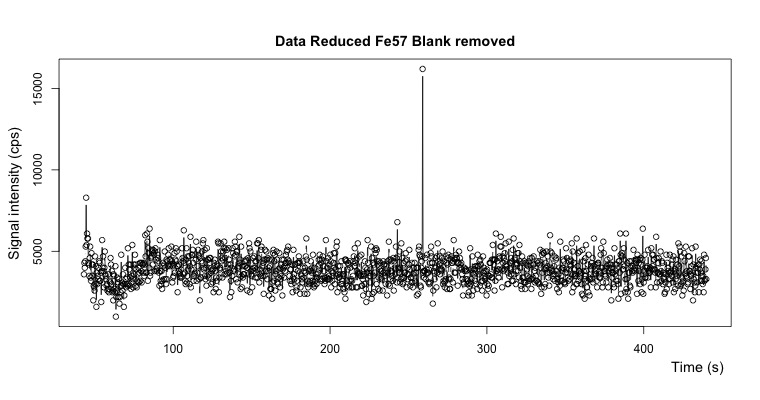 Data Reduced Fe57 Blank removed
Signal intensity (cps)
15000
10000
5000
100 200 300 400
Time (s)